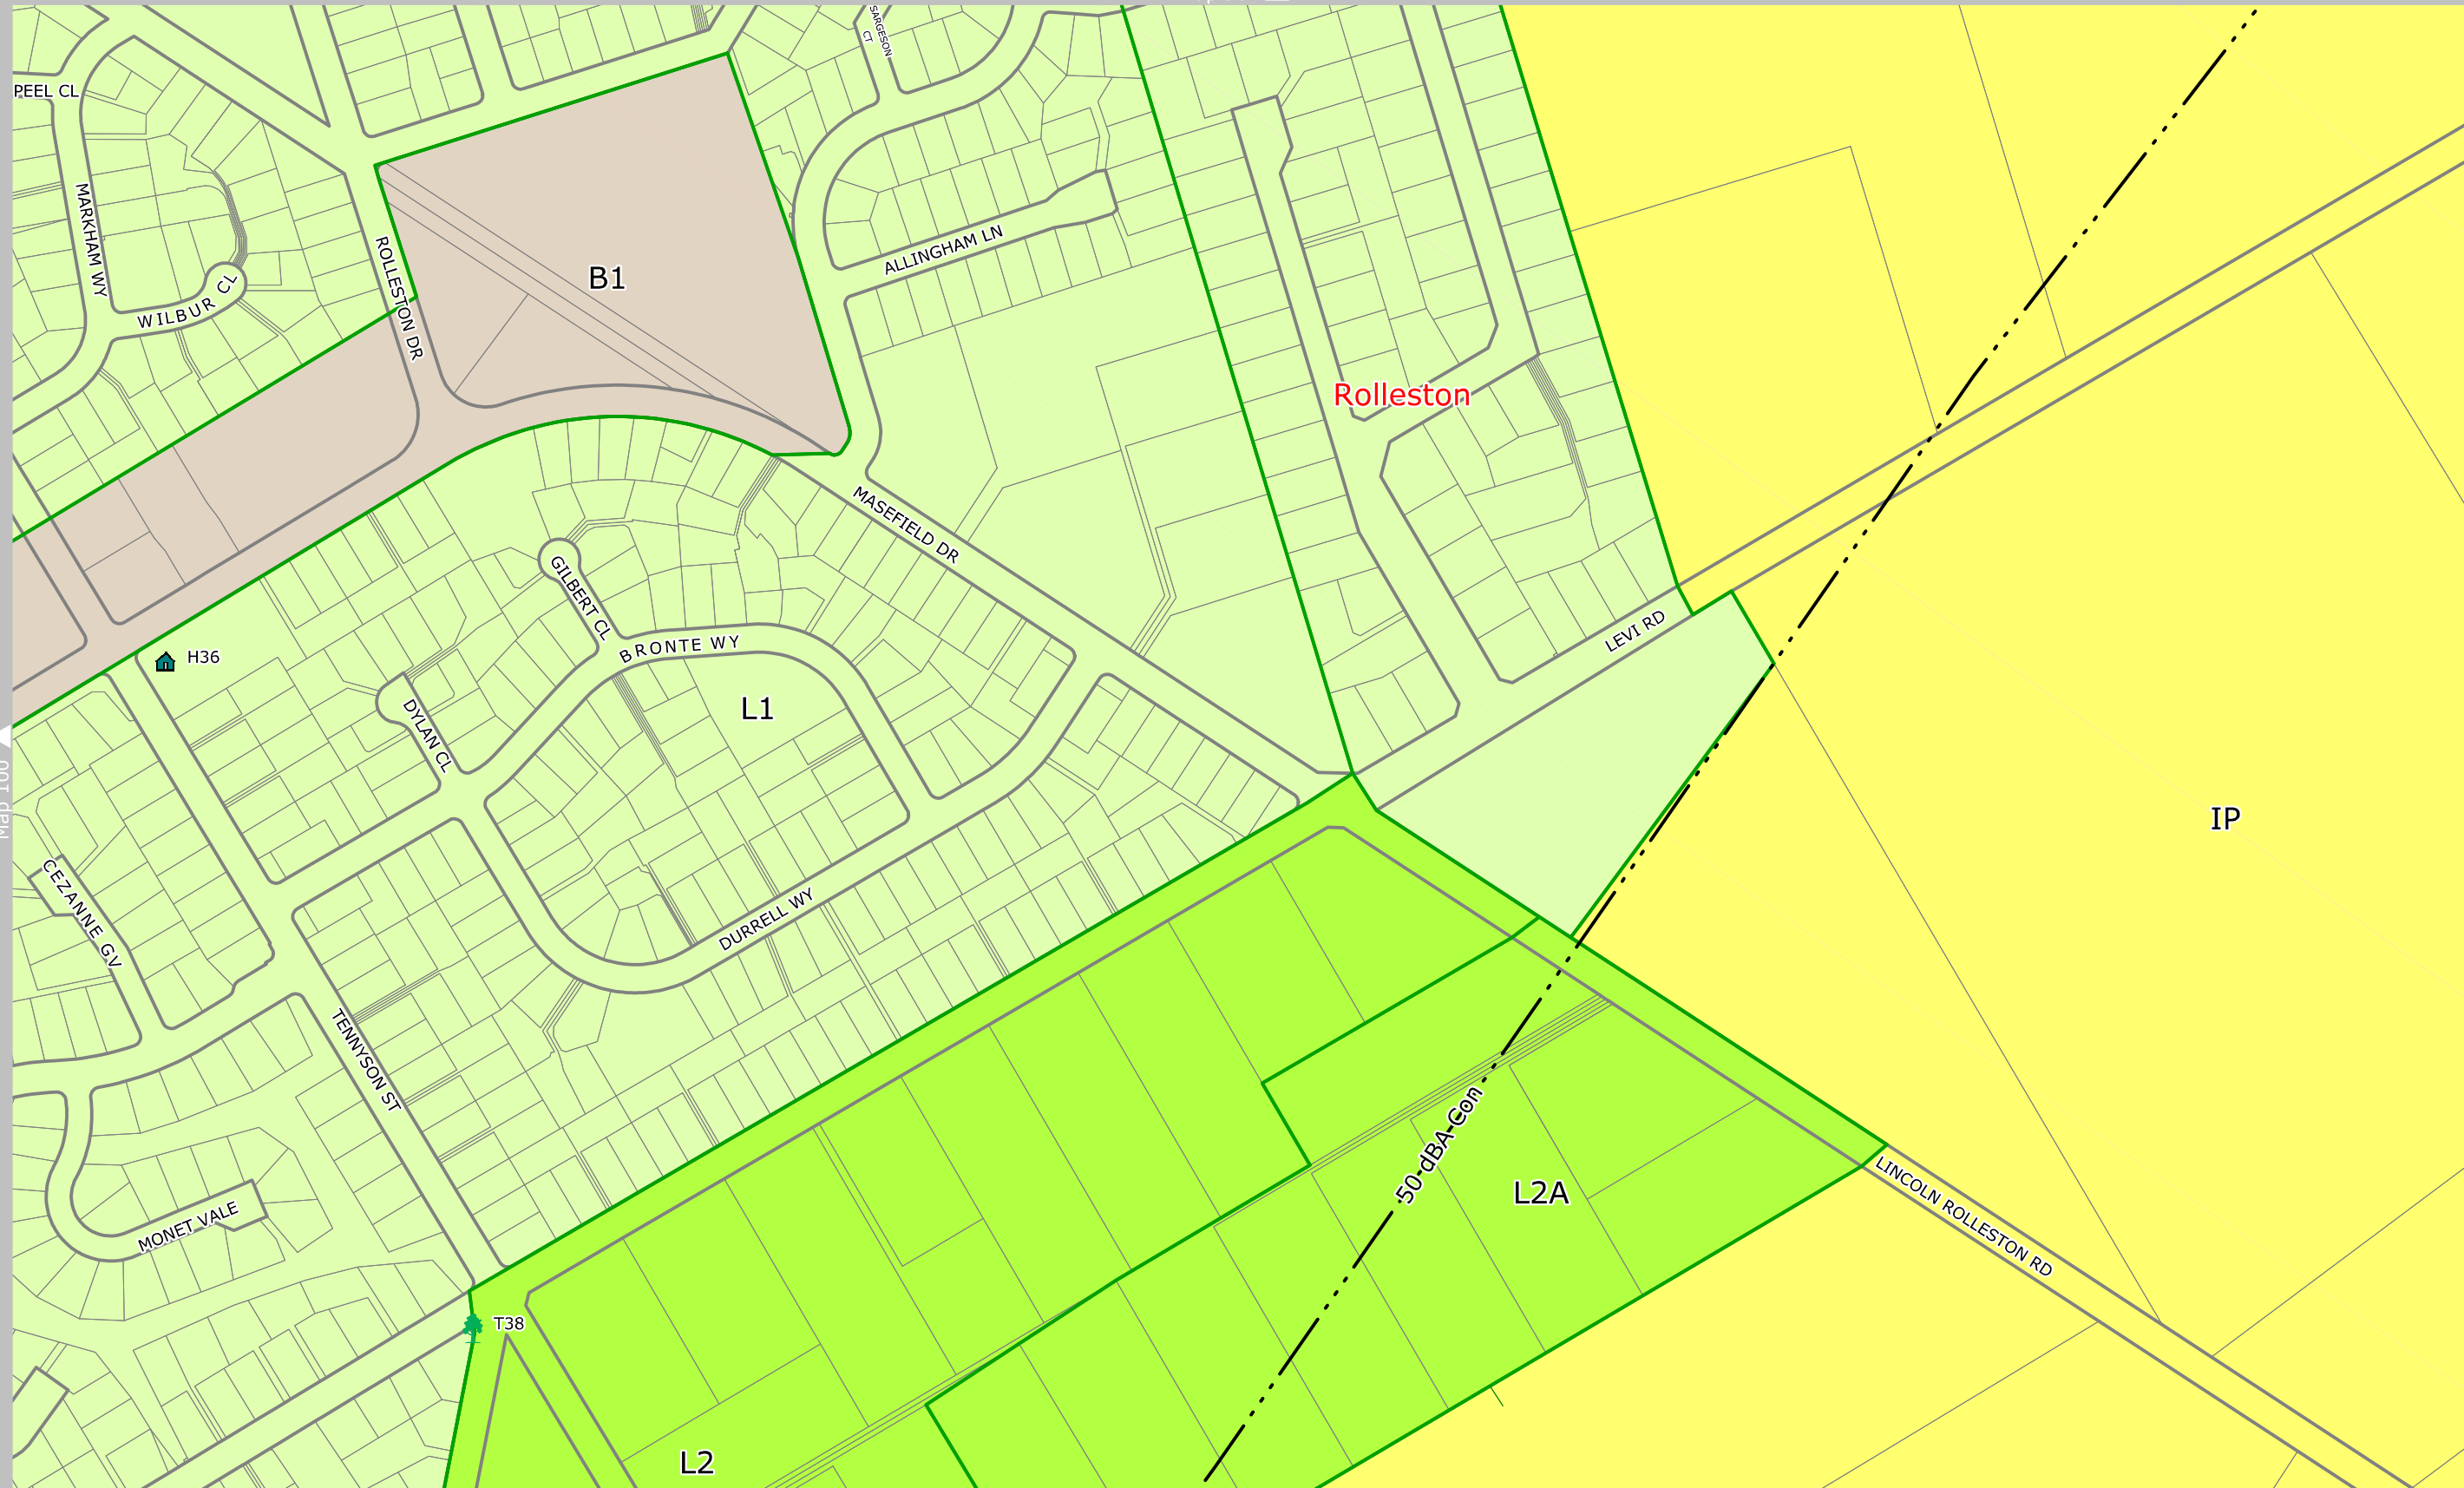 SARGESON
CT
PEEL CL
MARKHAM WY
WILBUR CL
ROLLESTON DR
B1
ALLINGHAM LN
Rolleston
MASEFIELD DR
GILBERT CL
BRONTE WY
LEVI RD
H36
L1
DYLAN CL
Map 100
IP
CEZANNE GV
DURRELL WY
TENNYSON ST
50 dBA Con
L2A
MONET VALE
LINCOLN ROLLESTON RD
T38
L2